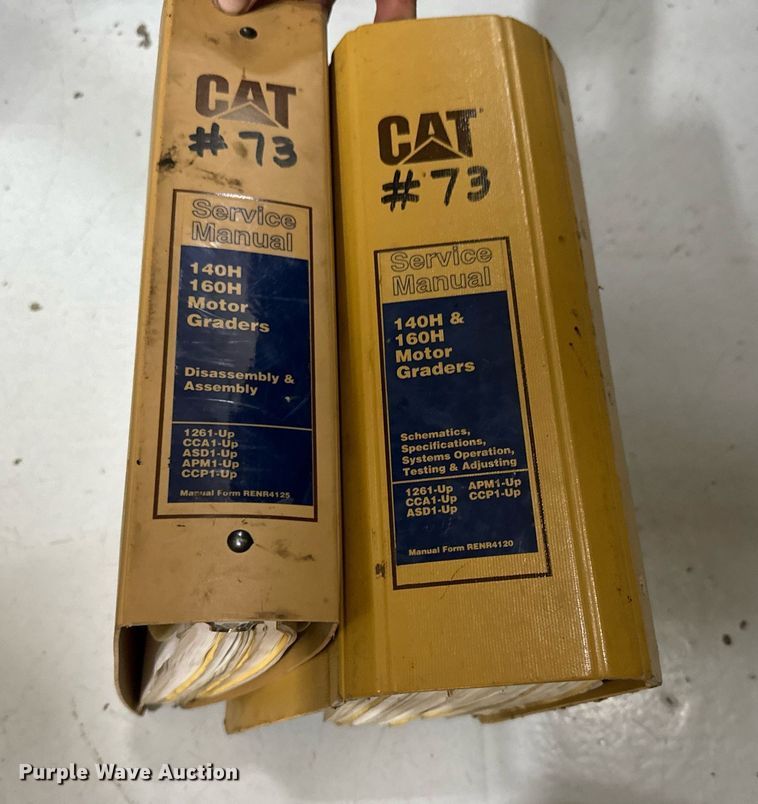 CAT
#73
Service
Manual
140H
160H
Motor
Graders
Disassembly &
Assembly
1261-Up
CCA1-Up
ASD1-Up
APM1-Up
CCP1-Up
Manual Form RENR4125
CAT
#73
Service
Manual
140H &
160H
Motor
Graders
Schematics,
Specifications,
Systems Operation,
Testing & Adjusting
1261-Up APM1-Up
CCA1-Up CCP1-Up
ASD1-Up
Manual Form RENR4120
Purple Wave Auction